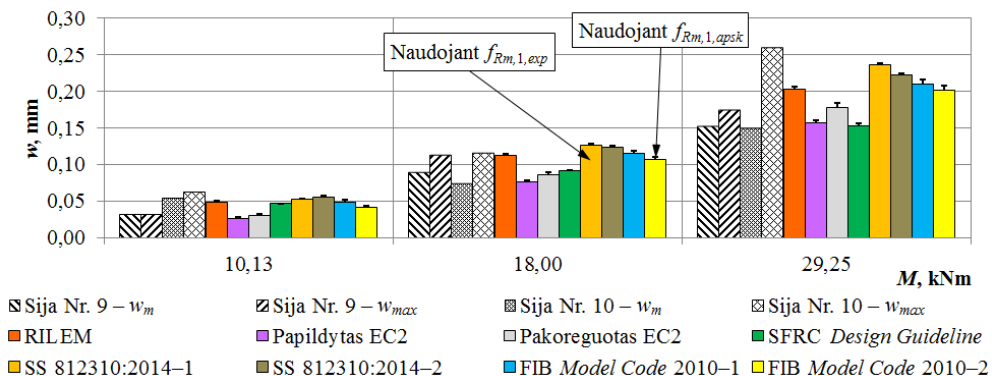 0,30
0,25
0,20
0,15
0,10
0,05
0,00
w, mm
Naudojant fRm,1,exp
Naudojant fRm,1,apsk
10,13 18,00 29,25
M, kNm
Sija Nr. 9 – wm Sija Nr. 9 – wmax Sija Nr. 10 – wm Sija Nr. 10 – wmax
RILEM Papildytas EC2 Pakoreguotas EC2 SFRC Design Guideline
SS 812310:2014–1 SS 812310:2014–2 FIB Model Code 2010–1 FIB Model Code 2010–2